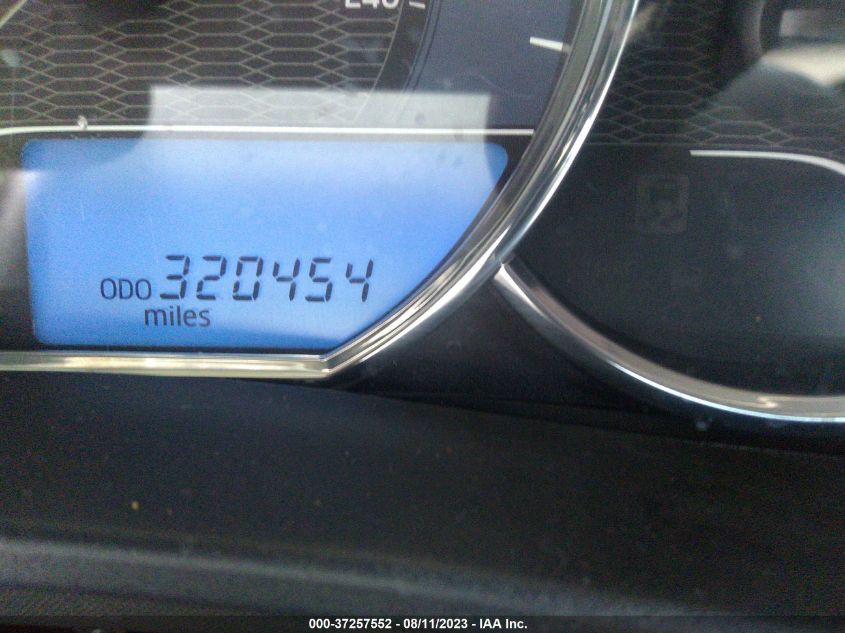 ODO 320454
miles
000-37257552 - 08/11/2023 - IAA Inc.